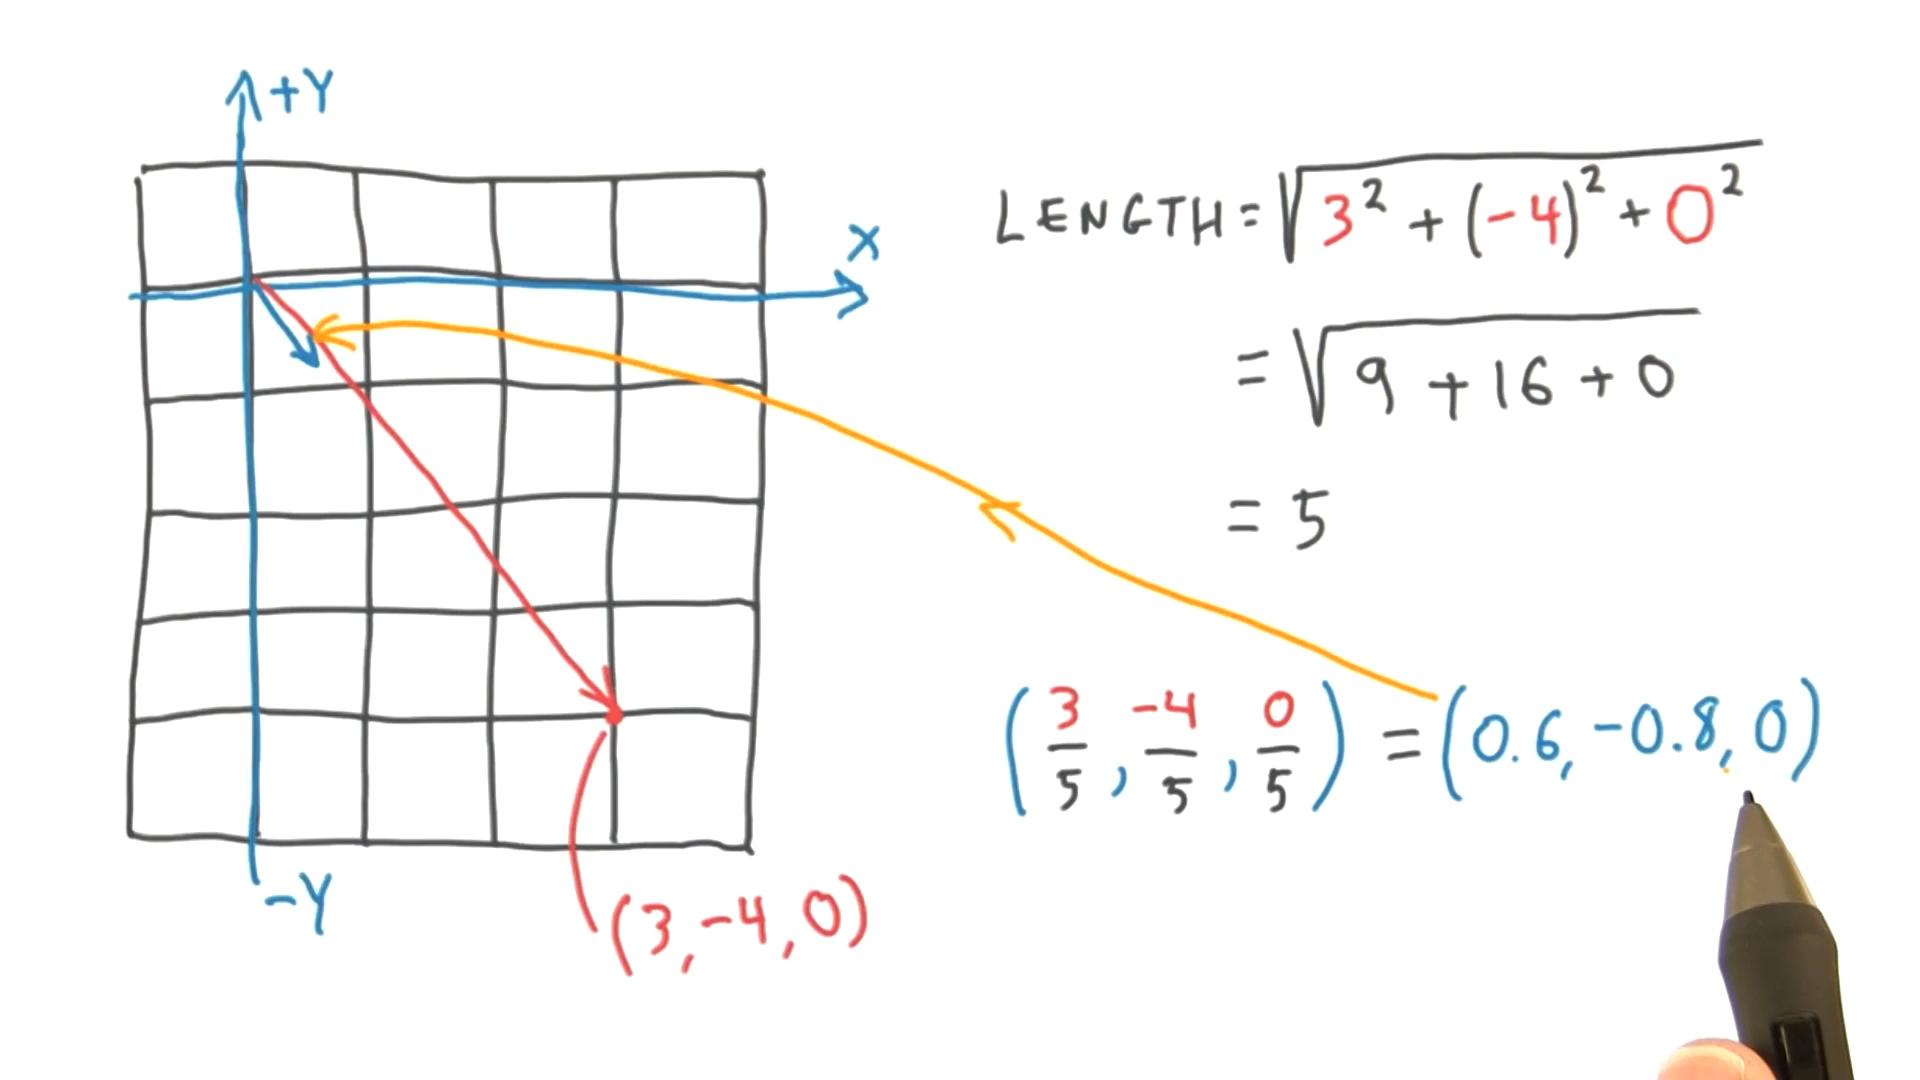 +Y
X
-Y
(3,-4,0)
LENGTH = √3² + (-4)² + 0²
= √9 + 16 + 0
= 5
(3/5, -4/5, 0/5) = (0.6, -0.8, 0)